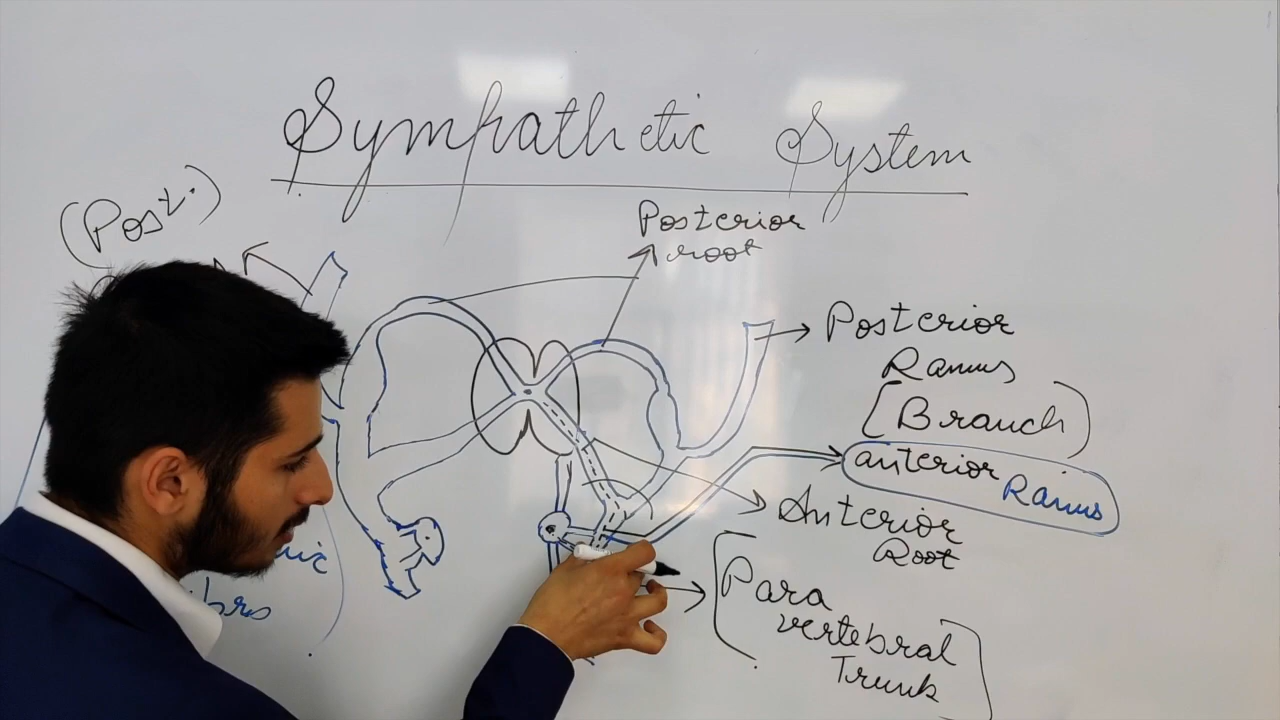 Sympathetic System
(Post.)
Posterior
root
Posterior
Ramus
[Branch)
anterior Ramus
Anterior
Root
Para
vertebral
Trunk